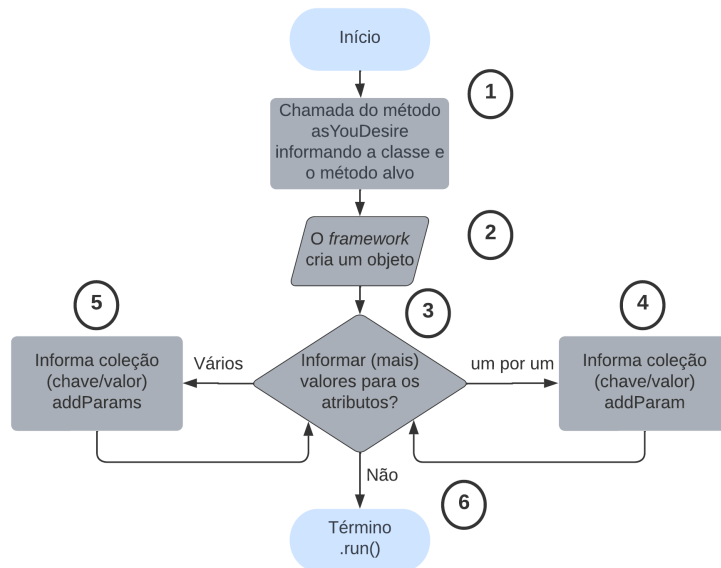 Início
1
Chamada do método
asYouDesire
informando a classe e
o método alvo
2
O framework
cria um objeto
5
3
4
Informa coleção
(chave/valor)
addParams
Vários
Informar (mais)
valores para os
atributos?
um por um
Informa coleção
(chave/valor)
addParam
Não
6
Término
.run()